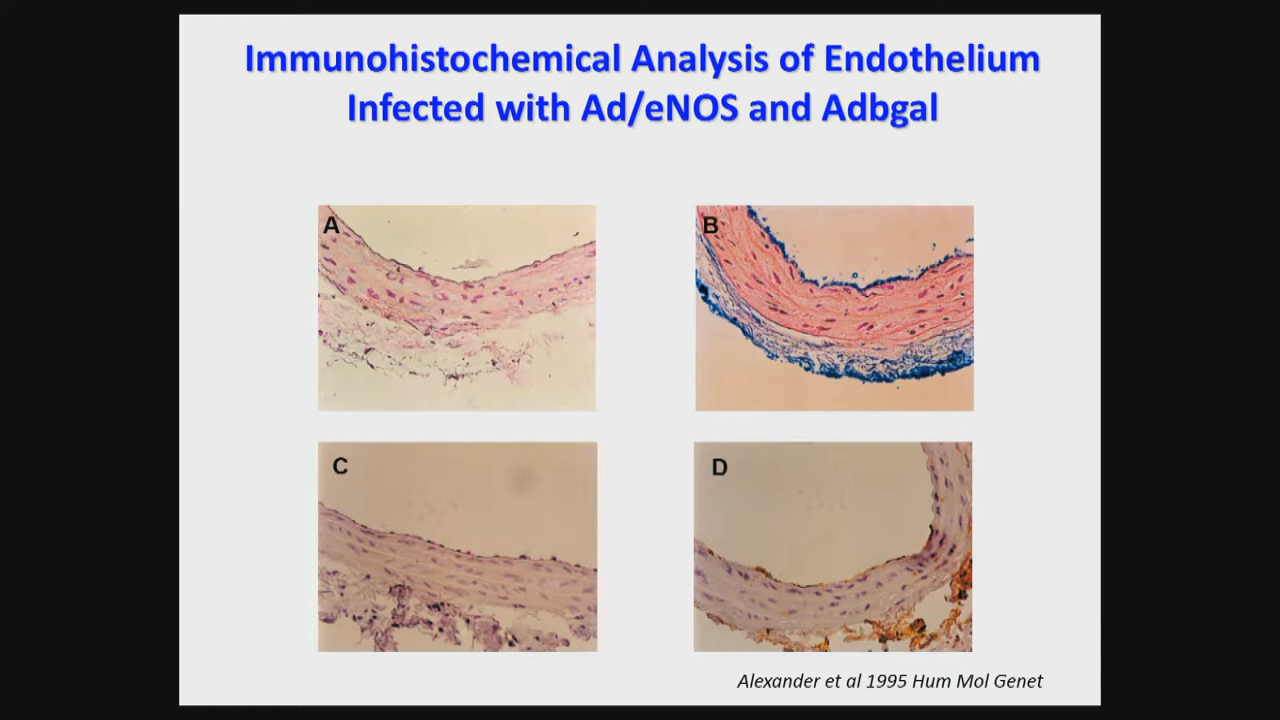 Immunohistochemical Analysis of Endothelium
Infected with Ad/eNOS and Adbgal
A
B
C
D
Alexander et al 1995 Hum Mol Genet